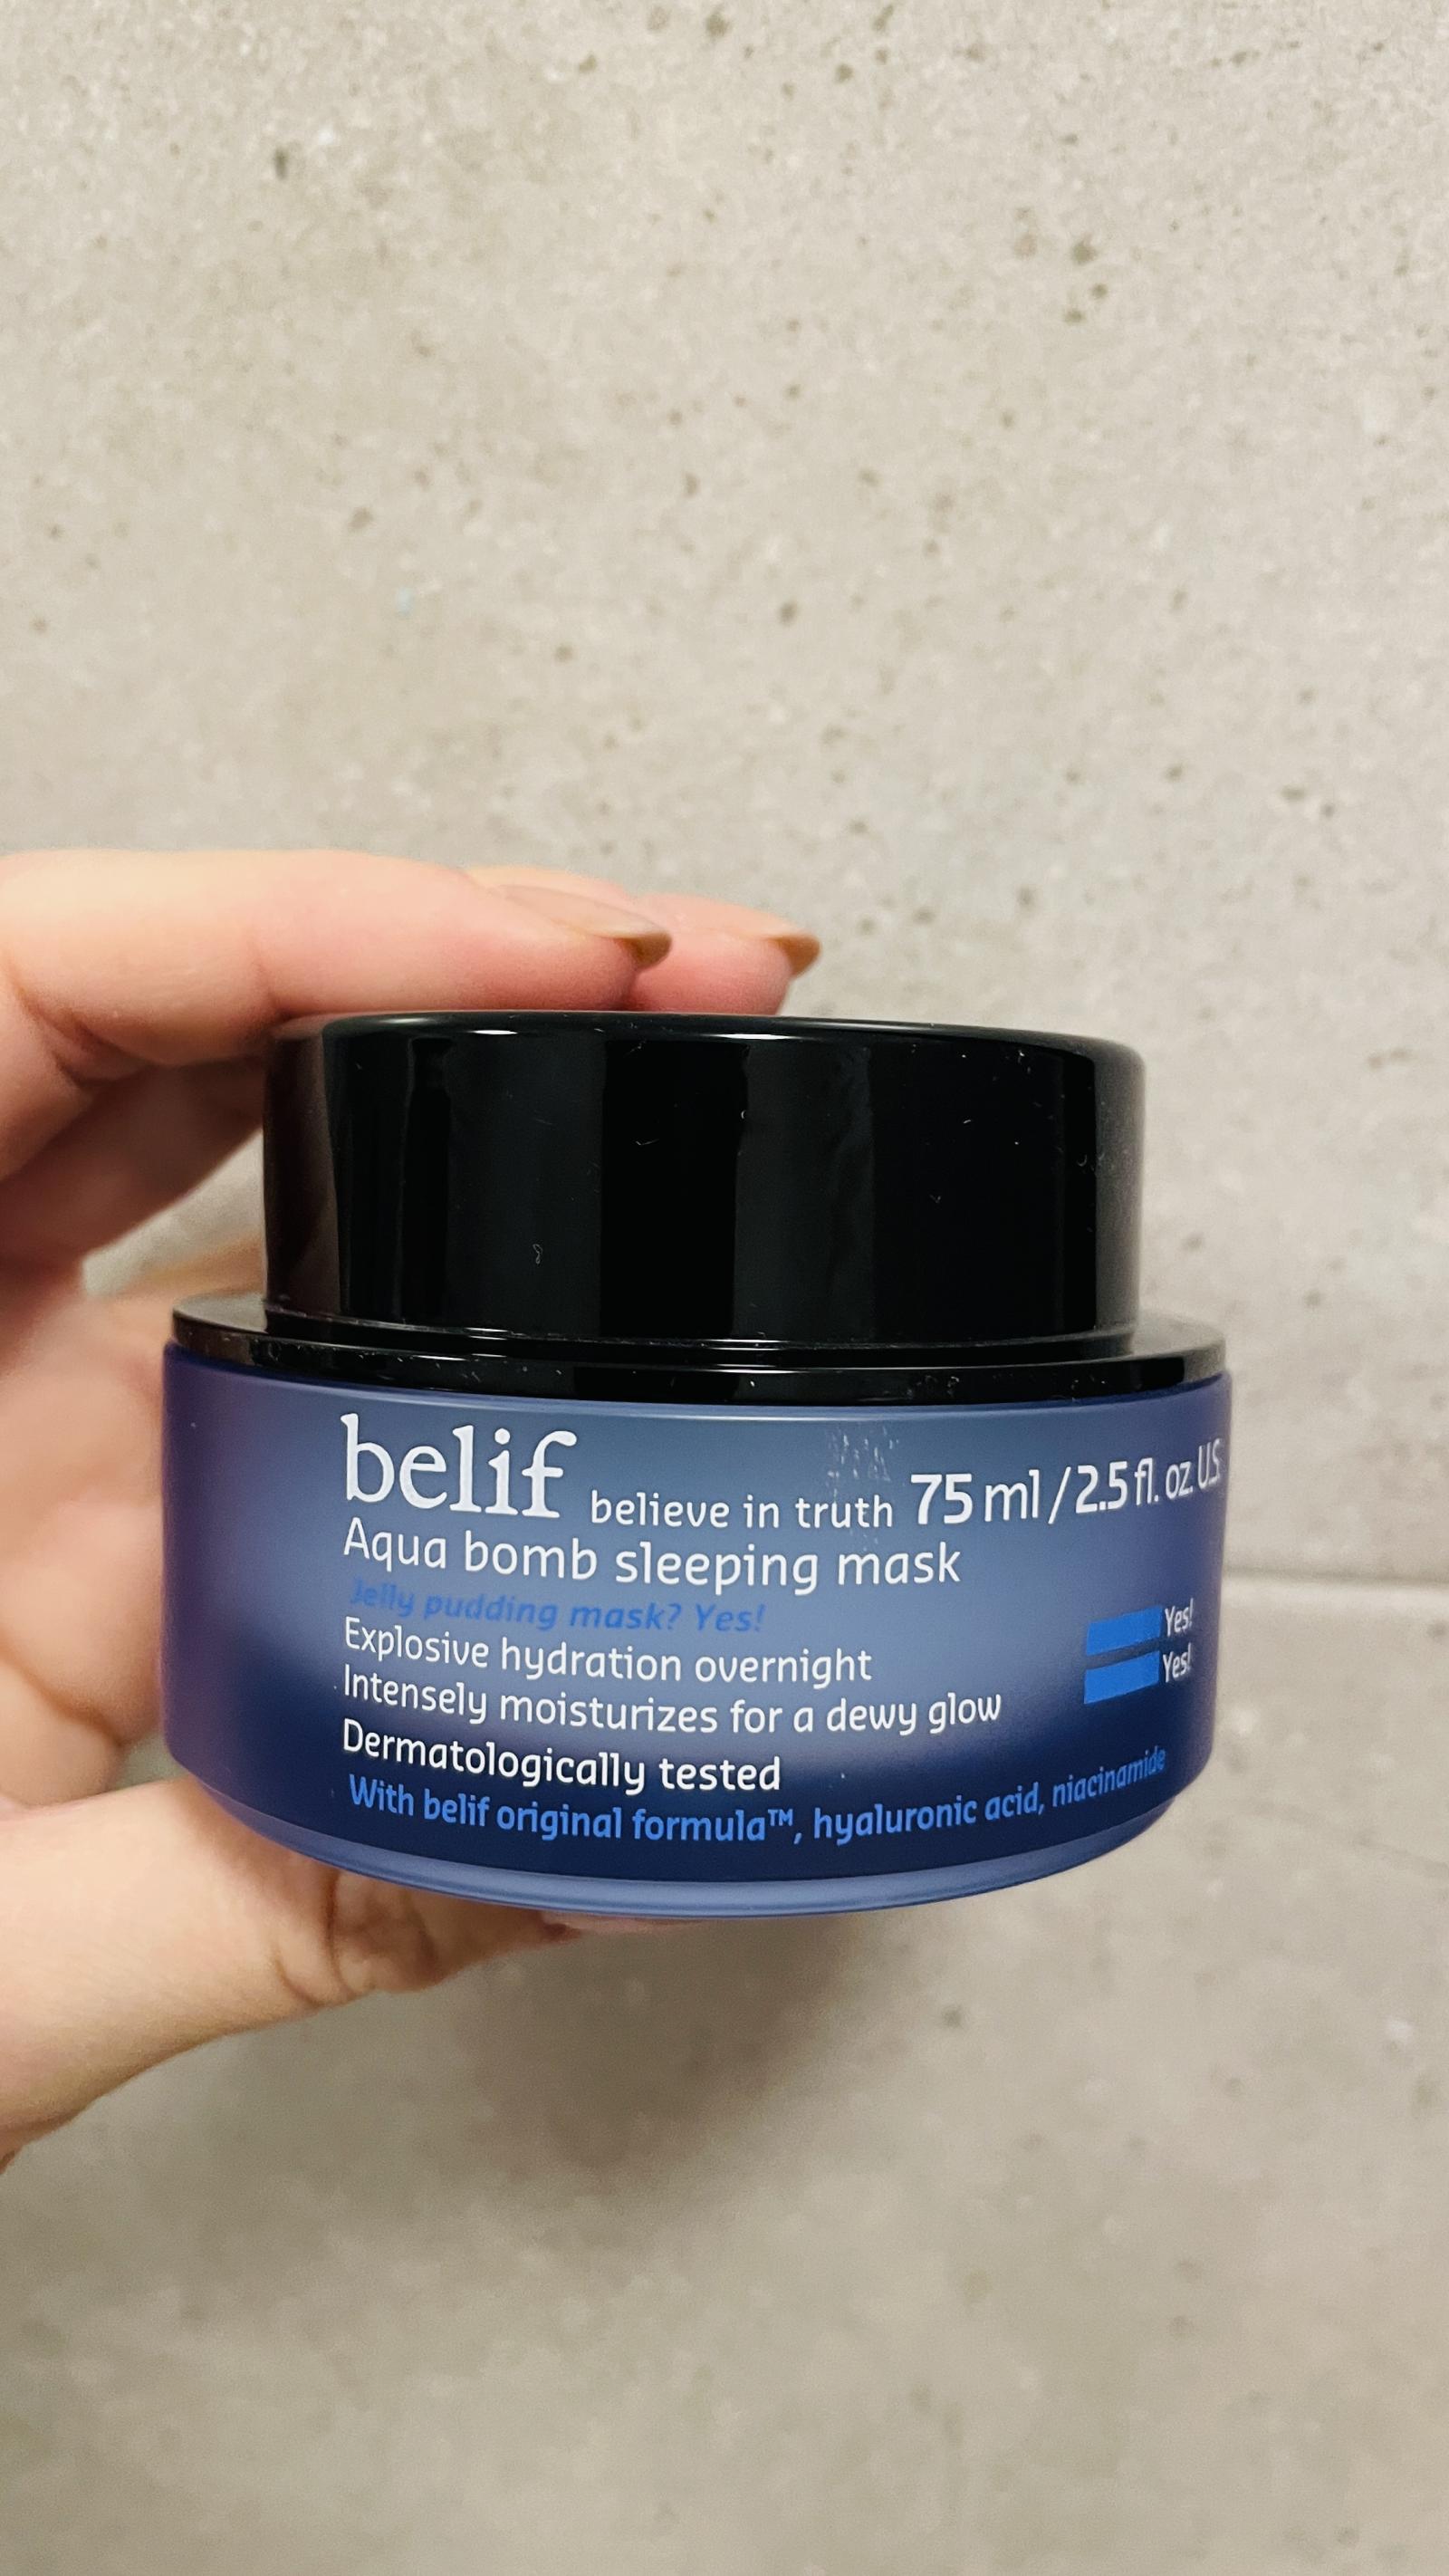 belif believe in truth 75 ml / 2.5 fl. oz. U.S.
Aqua bomb sleeping mask
Jelly pudding mask? Yes!
Explosive hydration overnight
Intensely moisturizes for a dewy glow
Dermatologically tested
With belif original formula™, hyaluronic acid, niacinamide
Yes!
Yes!